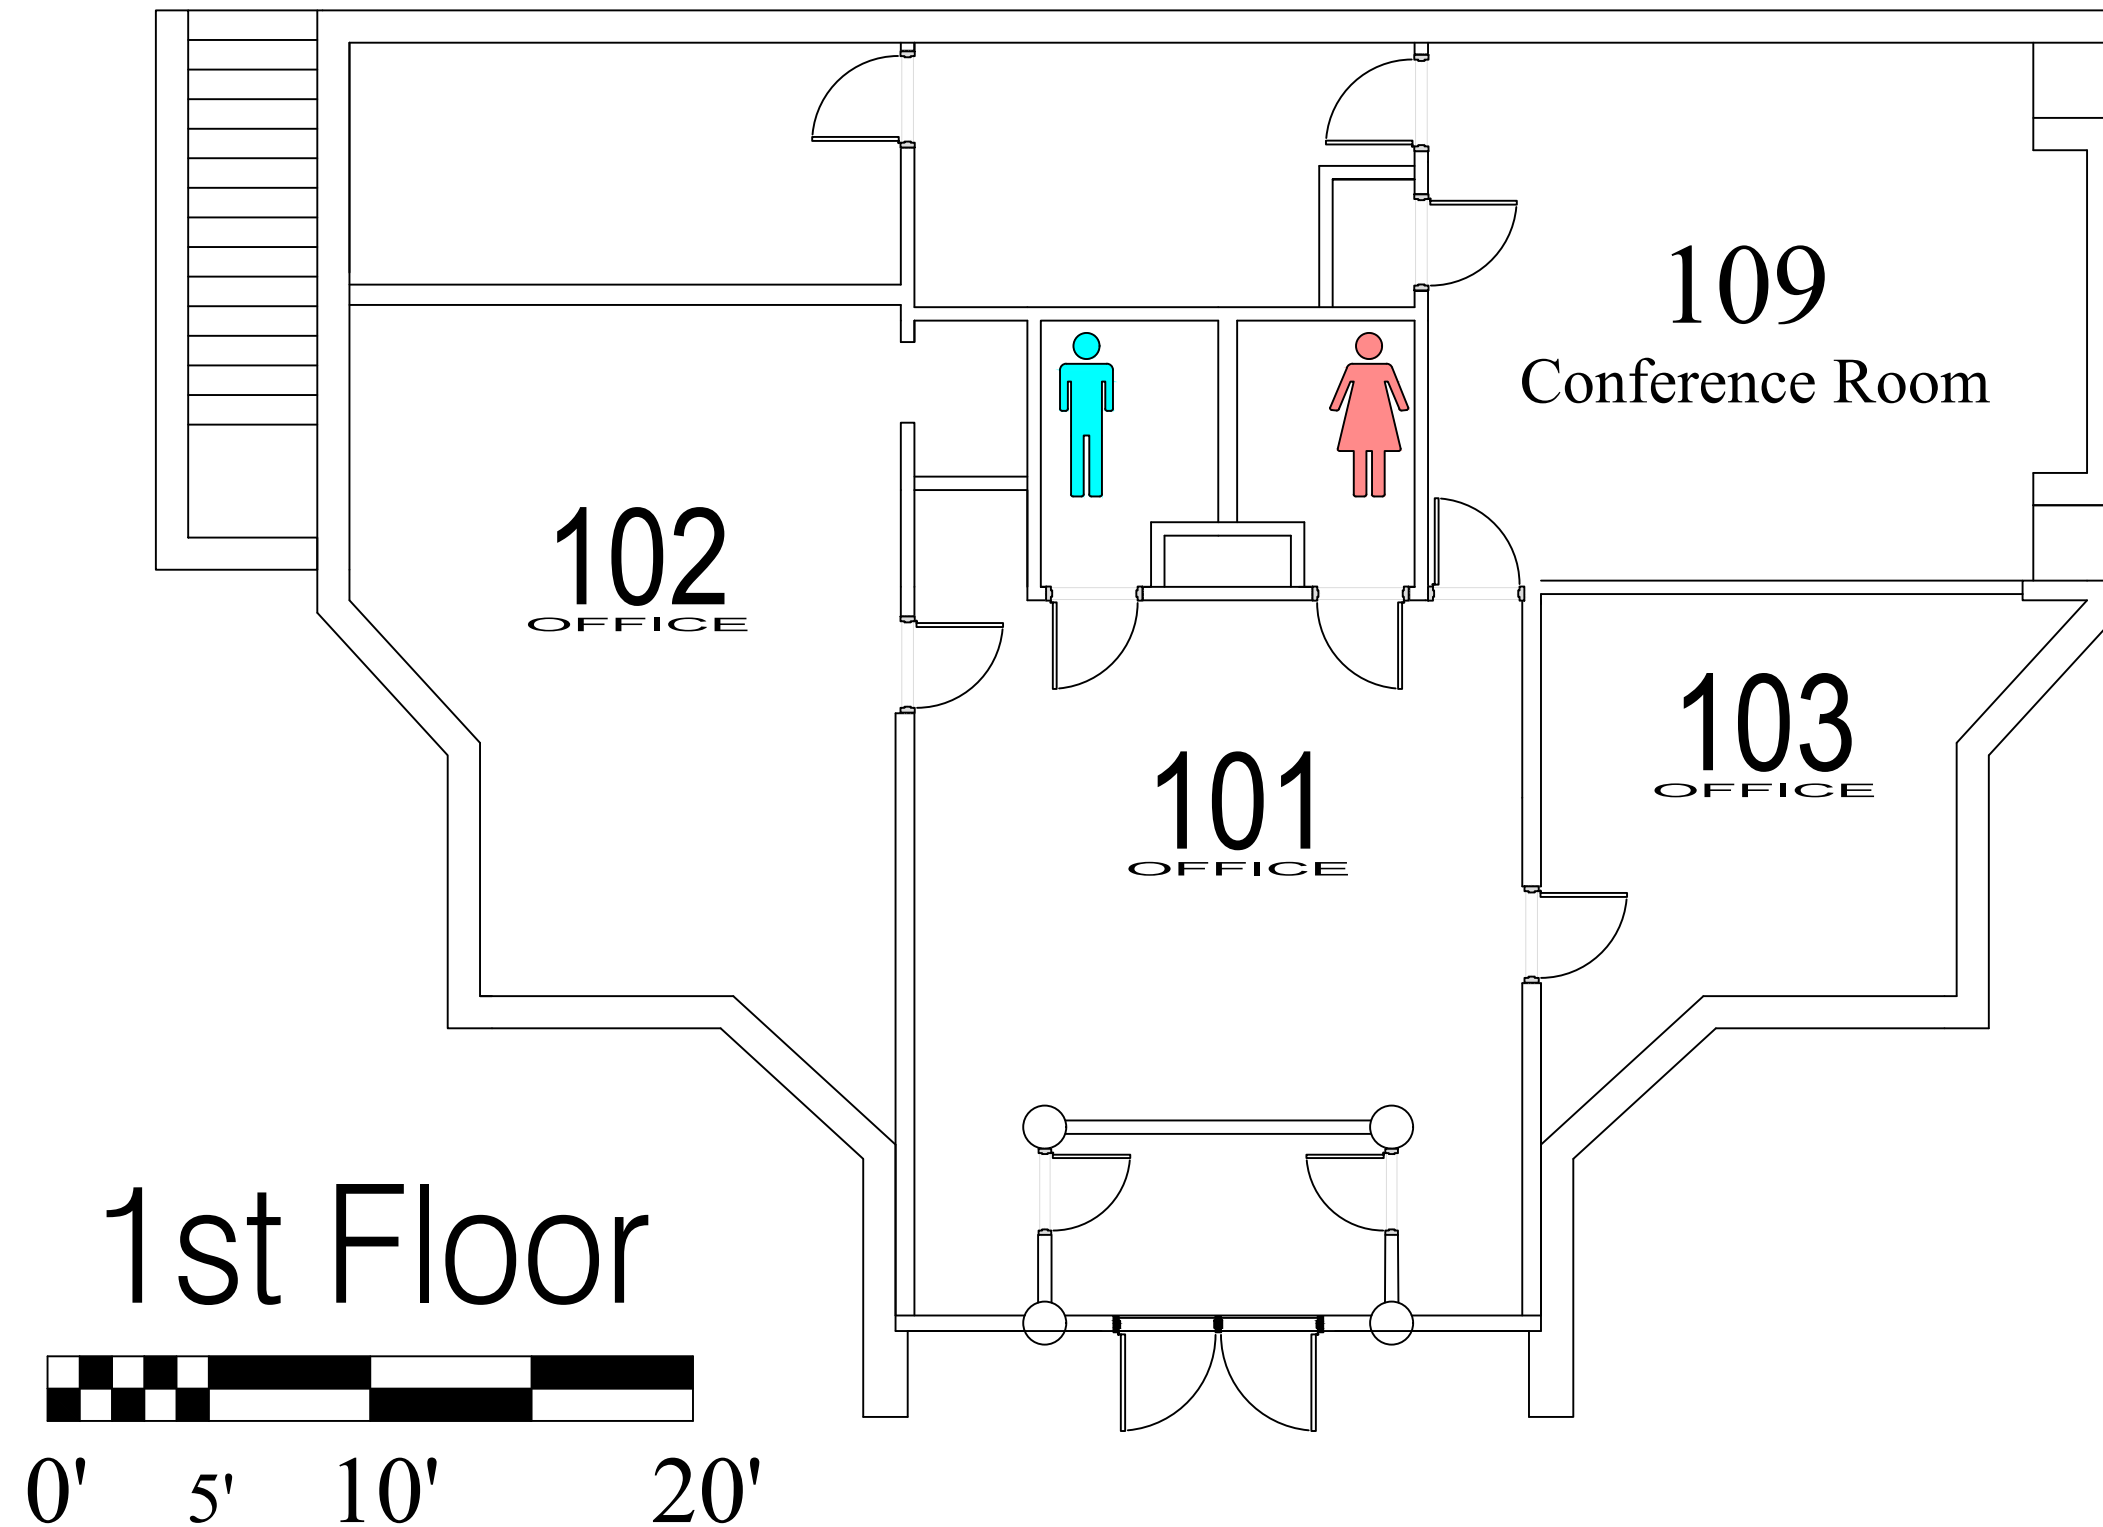 109
Conference Room
102
OFFICE
103
OFFICE
101
OFFICE
1st Floor
0' 5' 10' 20'